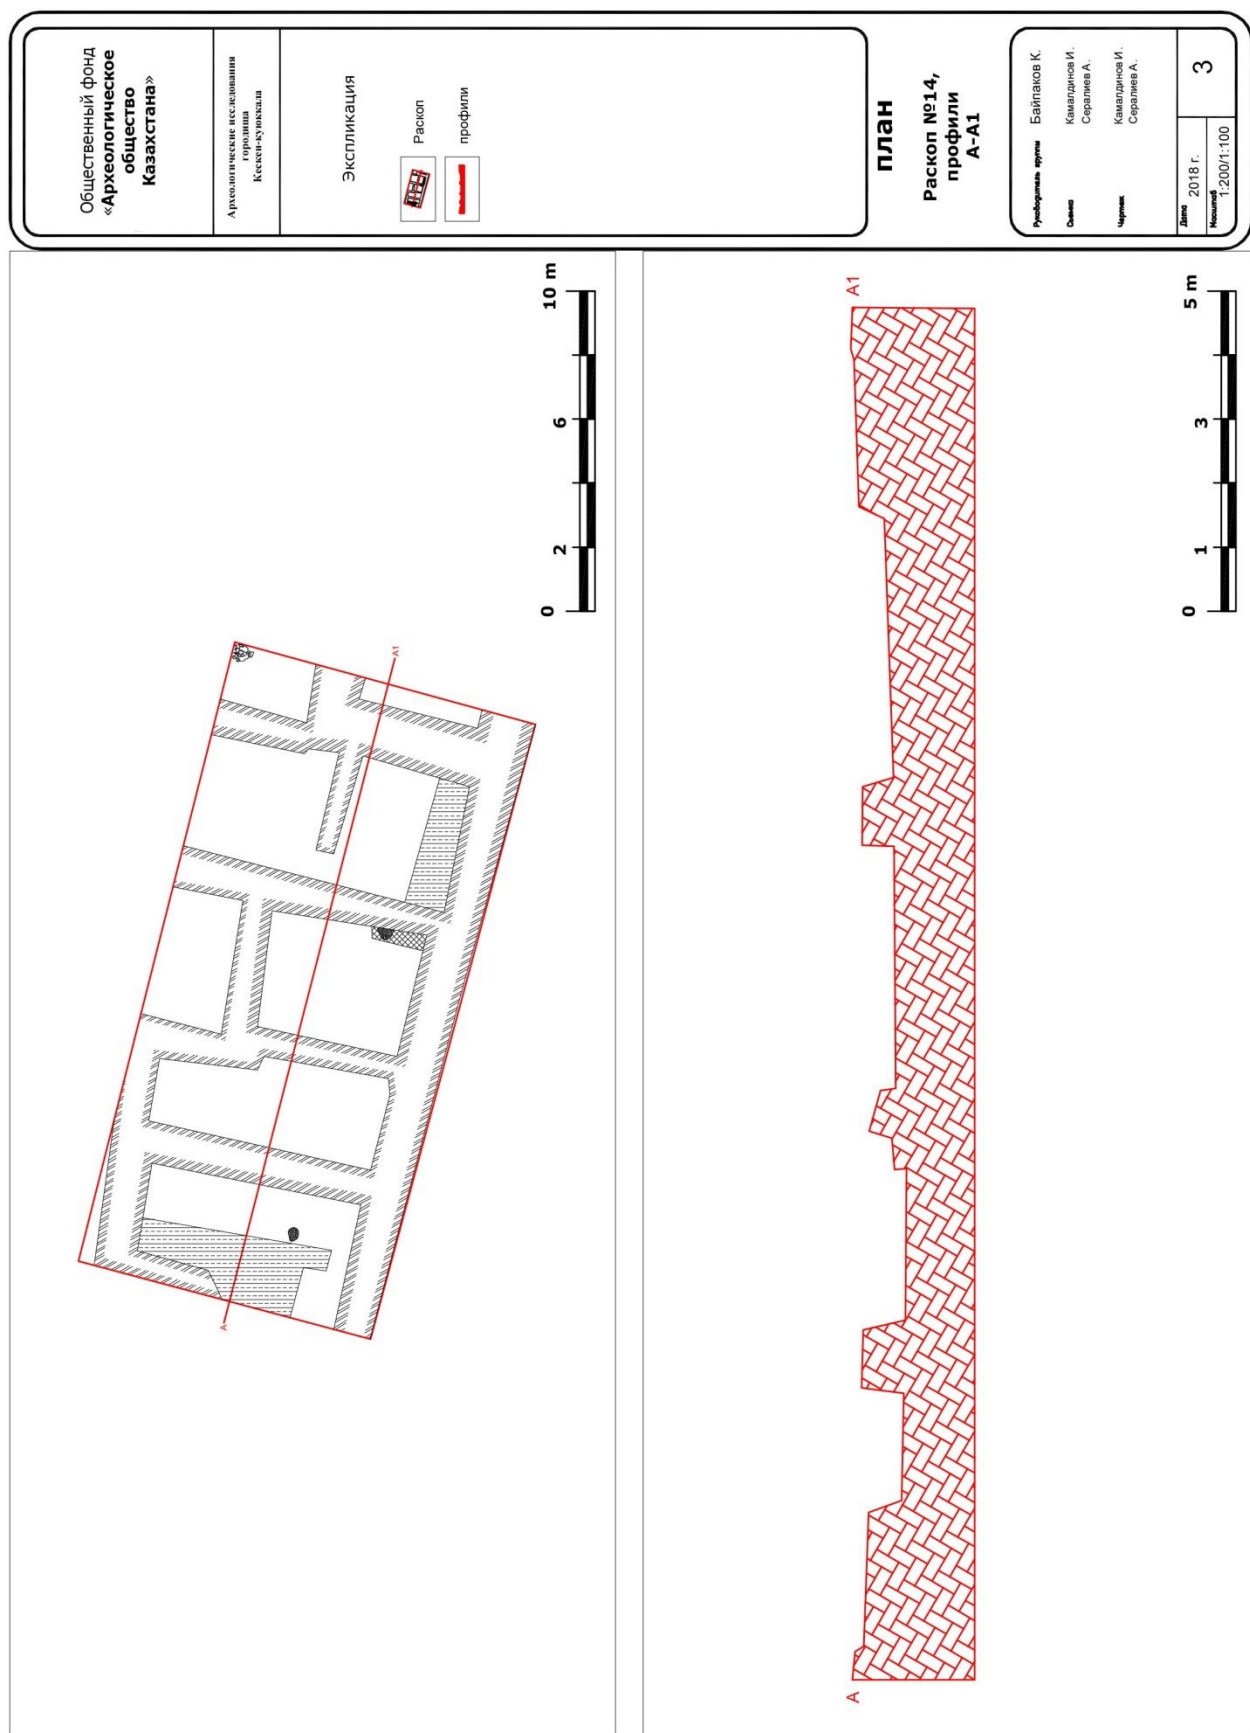 Общественный фонд
«Археологическое
общество
Казахстана»
Археологические исследования
городища
Кескен-куюккала
Экспликация
Раскоп
профили
план
Раскоп №14,
профили
А-А1
Руководитель группы Байпаков К.
Съемка Камалдинов И.
Сералиев А.
Чертеж Камалдинов И.
Сералиев А.
Дата 2018 г.
Масштаб 1:200/1:100
3
0 2 6 10 m
A
A1
0 1 3 5 m
A
A1